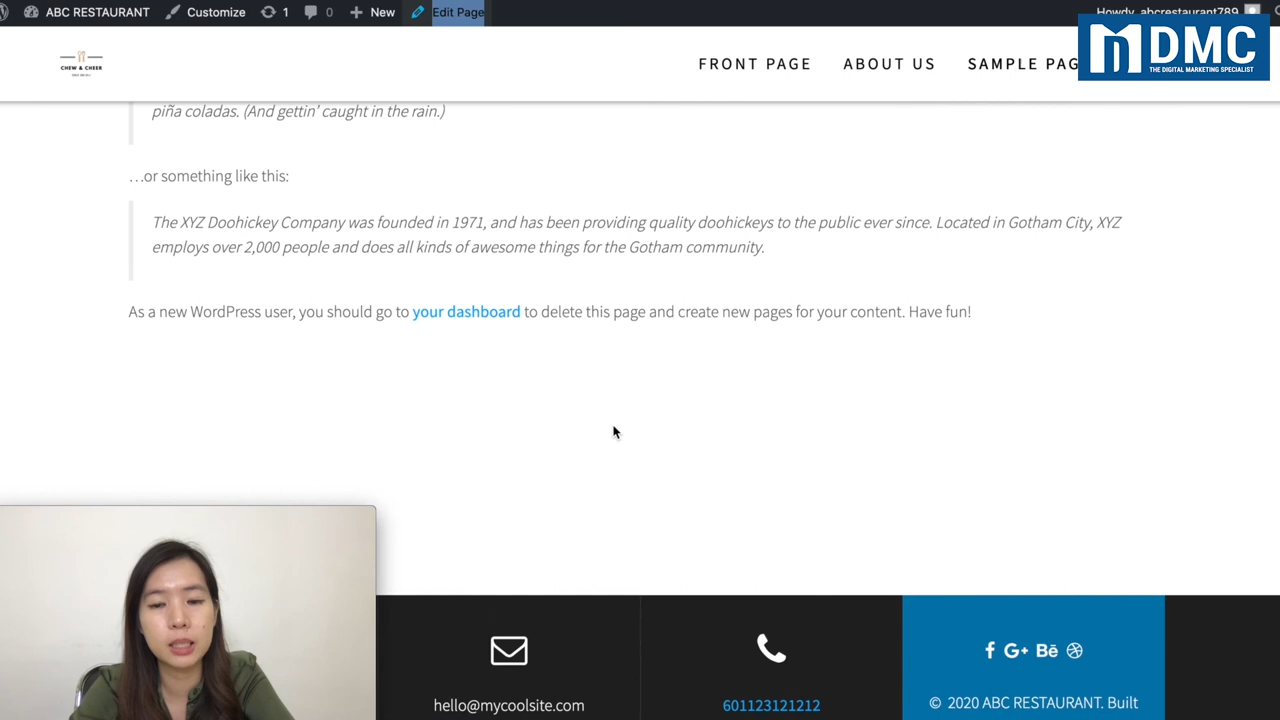 ABC RESTAURANT Customize 1 0 New Edit Page Howdy, abcrestaurant789
DMC
THE DIGITAL MARKETING SPECIALIST
CHEW & CHEER
FRONT PAGE ABOUT US SAMPLE PAG
piña coladas. (And gettin’ caught in the rain.)
…or something like this:
The XYZ Doohickey Company was founded in 1971, and has been providing quality doohickeys to the public ever since. Located in Gotham City, XYZ
employs over 2,000 people and does all kinds of awesome things for the Gotham community.
As a new WordPress user, you should go to your dashboard to delete this page and create new pages for your content. Have fun!
hello@mycoolsite.com
601123121212
G+ Bē
© 2020 ABC RESTAURANT. Built